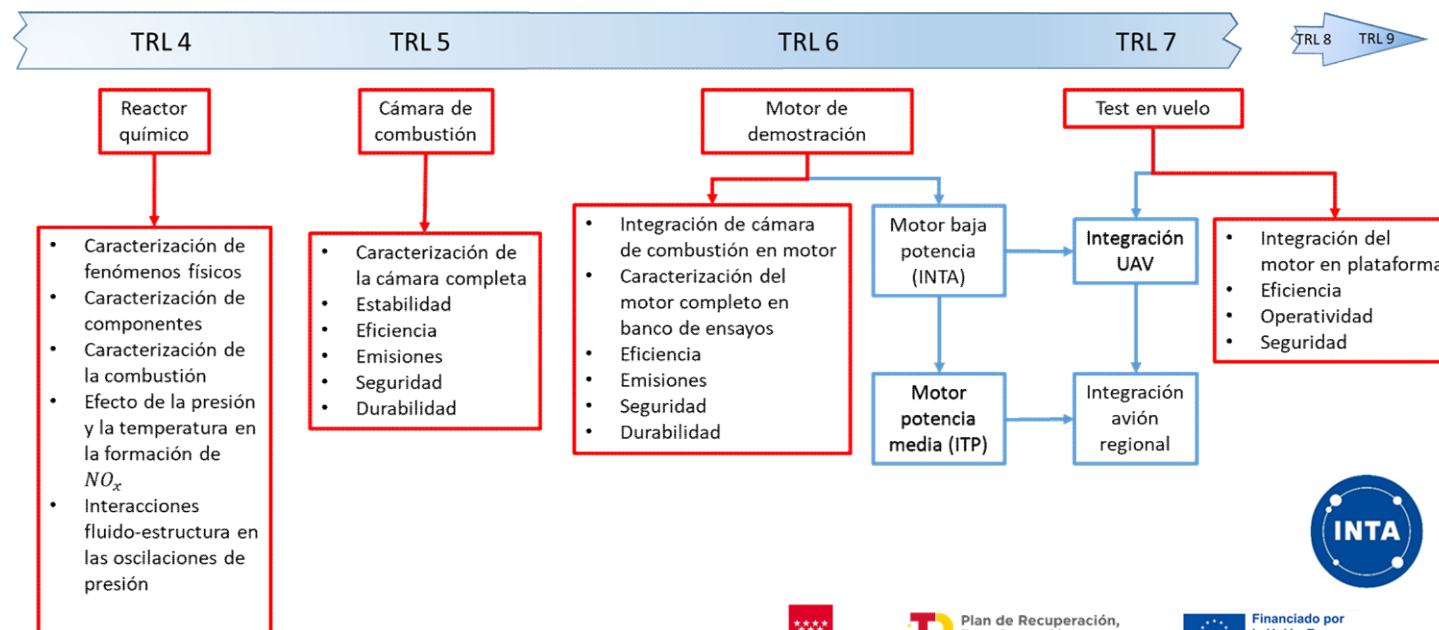 TRL 4
TRL 5
TRL 6
TRL 7
TRL 8
TRL 9
Reactor
químico
Cámara de
combustión
Motor de
demostración
Test en vuelo
• Caracterización de
fenómenos físicos
• Caracterización de
componentes
• Caracterización de
la combustión
• Efecto de la presión
y la temperatura en
la formación de
NOx
• Interacciones
fluido-estructura en
las oscilaciones de
presión
• Caracterización de
la cámara completa
• Estabilidad
• Eficiencia
• Emisiones
• Seguridad
• Durabilidad
• Integración de cámara
de combustión en motor
• Caracterización del
motor completo en
banco de ensayos
• Eficiencia
• Emisiones
• Seguridad
• Durabilidad
Motor baja
potencia
(INTA)
Motor
potencia
media (ITP)
Integración
UAV
Integración
avión
regional
• Integración del
motor en plataforma
• Eficiencia
• Operatividad
• Seguridad
INTA
Plan de Recuperación,
Financiado por